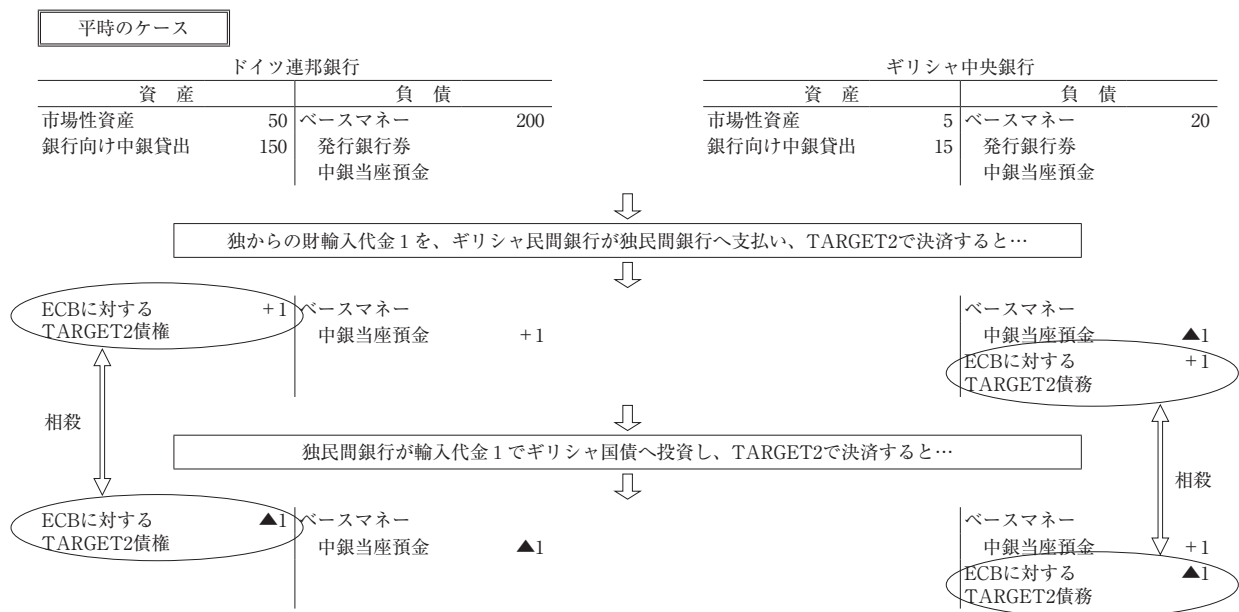 平時のケース
ドイツ連邦銀行
資 産 負 債
市場性資産 50 ベースマネー 200
銀行向け中銀貸出 150 発行銀行券
中銀当座預金
ギリシャ中央銀行
資 産 負 債
市場性資産 5 ベースマネー 20
銀行向け中銀貸出 15 発行銀行券
中銀当座預金
独からの財輸入代金1を、ギリシャ民間銀行が独民間銀行へ支払い、TARGET2で決済すると…
ECBに対する +1 ベースマネー
TARGET2債権 中銀当座預金 +1
ベースマネー
中銀当座預金 ▲1
ECBに対する +1
TARGET2債務
相殺
独民間銀行が輸入代金1でギリシャ国債へ投資し、TARGET2で決済すると…
相殺
ECBに対する ▲1 ベースマネー
TARGET2債権 中銀当座預金 ▲1
ベースマネー
中銀当座預金 +1
ECBに対する ▲1
TARGET2債務